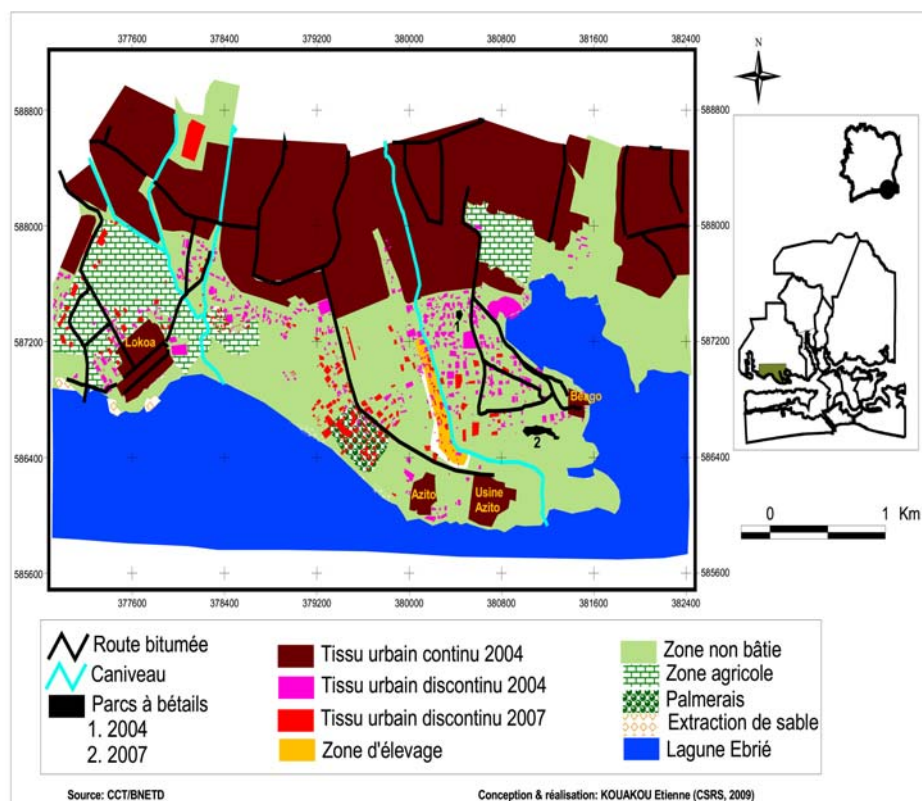 377600 378400 379200 380000 380800 381600 382400
N
588800 588800
588000 588000
587200 587200
Lokoa
1
Beago
2
586400 586400
Azito
Usine
Azito
0 1 Km
585600 585600
377600 378400 379200 380000 380800 381600 382400
Route bitumée
Caniveau
Parcs à bétails
1. 2004
2. 2007
Tissu urbain continu 2004
Tissu urbain discontinu 2004
Tissu urbain discontinu 2007
Zone d'élevage
Zone non bâtie
Zone agricole
Palmerais
Extraction de sable
Lagune Ebrié
Source: CCT/BNETD
Conception & réalisation: KOUAKOU Etienne (CSRS, 2009)